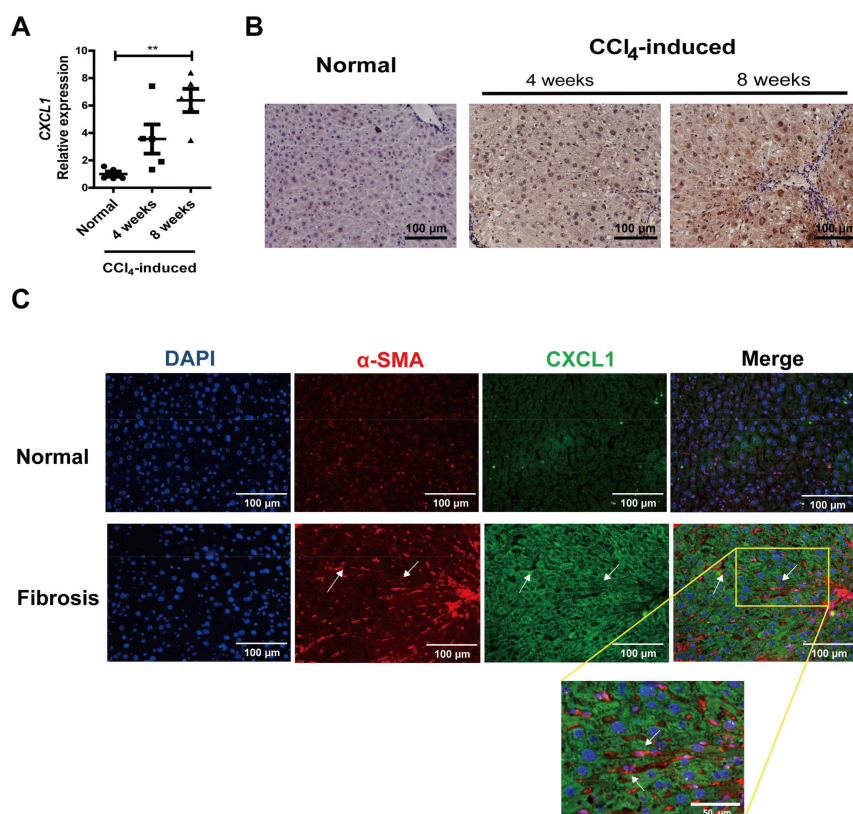 A
**
10
8
6
4
2
0
CXCL1
Relative expression
Normal
4 weeks
8 weeks
CCl₄-induced
B
Normal
CCl₄-induced
4 weeks
8 weeks
100 μm
100 μm
100 μm
C
DAPI
α-SMA
CXCL1
Merge
Normal
100 μm
100 μm
100 μm
100 μm
Fibrosis
100 μm
100 μm
100 μm
100 μm
50 μm